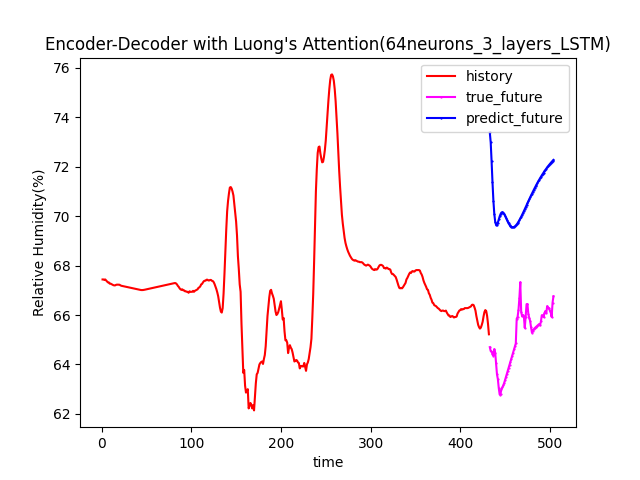 Encoder-Decoder with Luong's Attention(64neurons_3_layers_LSTM)
history
true_future
predict_future
Relative Humidity(%)
76
74
72
70
68
66
64
62
0
100
200
300
400
500
time